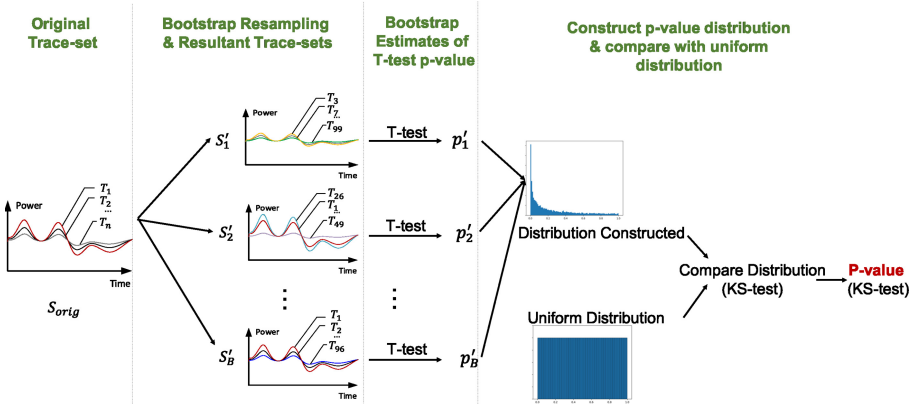 Original
Trace-set
Bootstrap Resampling
& Resultant Trace-sets
Bootstrap
Estimates of
T-test p-value
Construct p-value distribution
& compare with uniform
distribution
Power
T1
T2
...
Tn
Time
Sorig
S′1
Power
T3
T7
...
T99
Time
T-test
p′1
S′2
Power
T26
T1
...
T49
Time
T-test
p′2
S′B
Power
T1
T2
...
T96
Time
T-test
p′B
Distribution Constructed
Compare Distribution
(KS-test)
P-value
(KS-test)
Uniform Distribution